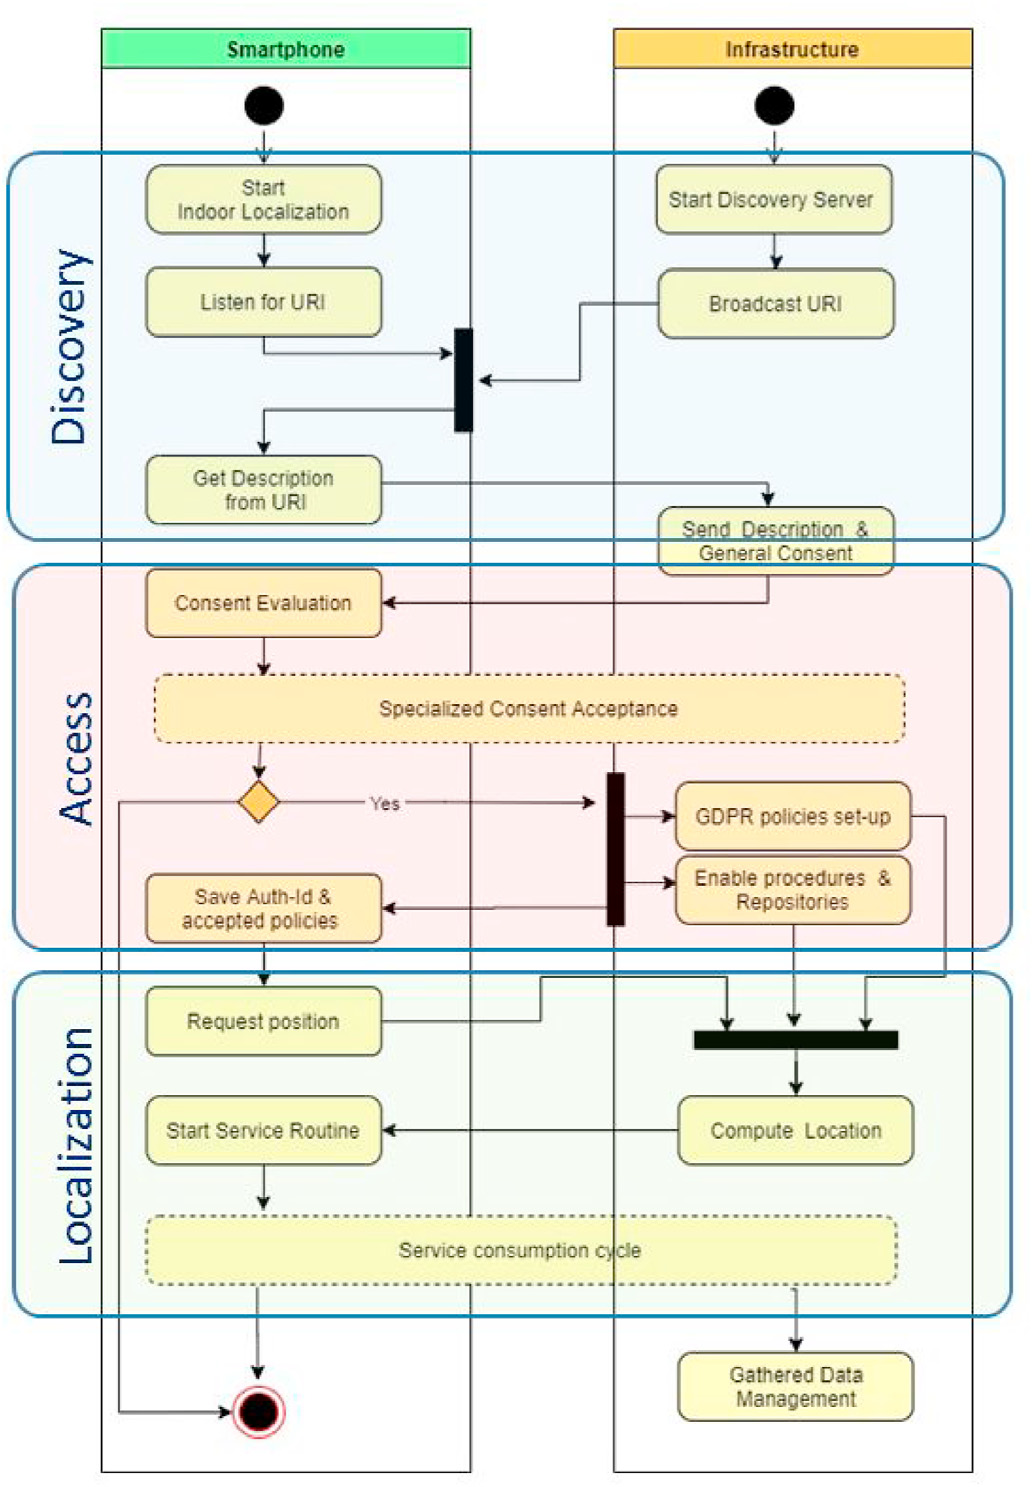 Smartphone
Infrastructure
Discovery
Start
Indoor Localization
Start Discovery Server
Listen for URI
Broadcast URI
Get Description
from URI
Send Description &
General Consent
Access
Consent Evaluation
Specialized Consent Acceptance
Yes
GDPR policies set-up
Save Auth-Id &
accepted policies
Enable procedures &
Repositories
Localization
Request position
Start Service Routine
Compute Location
Service consumption cycle
Gathered Data
Management